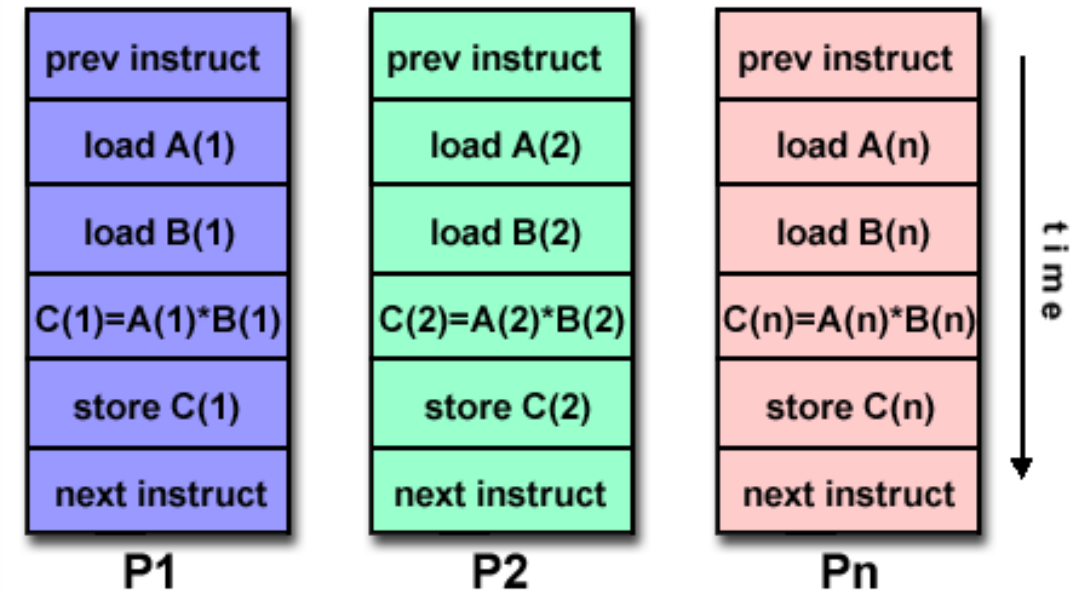 prev instruct
load A(1)
load B(1)
C(1)=A(1)*B(1)
store C(1)
next instruct
P1
prev instruct
load A(2)
load B(2)
C(2)=A(2)*B(2)
store C(2)
next instruct
P2
prev instruct
load A(n)
load B(n)
C(n)=A(n)*B(n)
store C(n)
next instruct
Pn
time